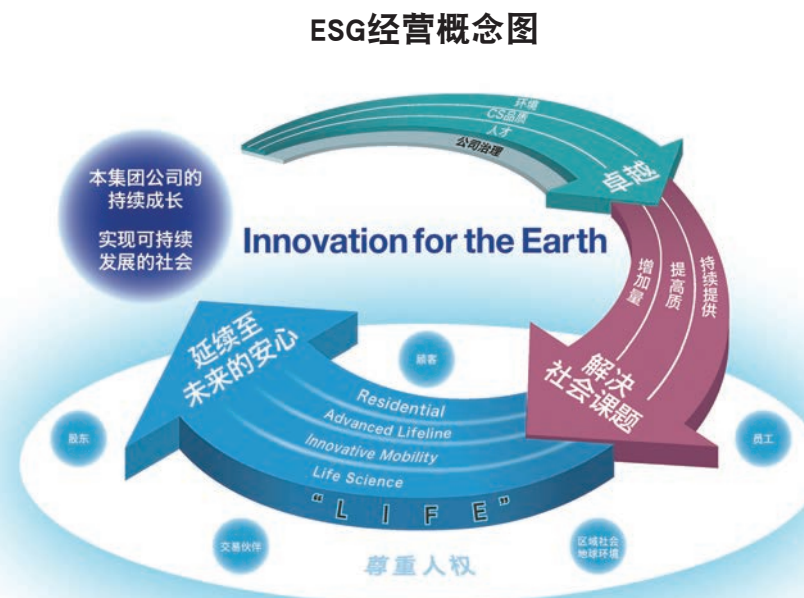 ESG经营概念图
环境
CS品质
人才
公司治理
卓越
本集团公司的
持续成长
实现可持续
发展的社会
Innovation for the Earth
增加量
提高质
持续提供
解决
社会课题
延续至
未来的安心
顾客
Residential
Advanced Lifeline
Innovative Mobility
Life Science
"LIFE"
股东
员工
交易伙伴
区域社会
地球环境
尊重人权